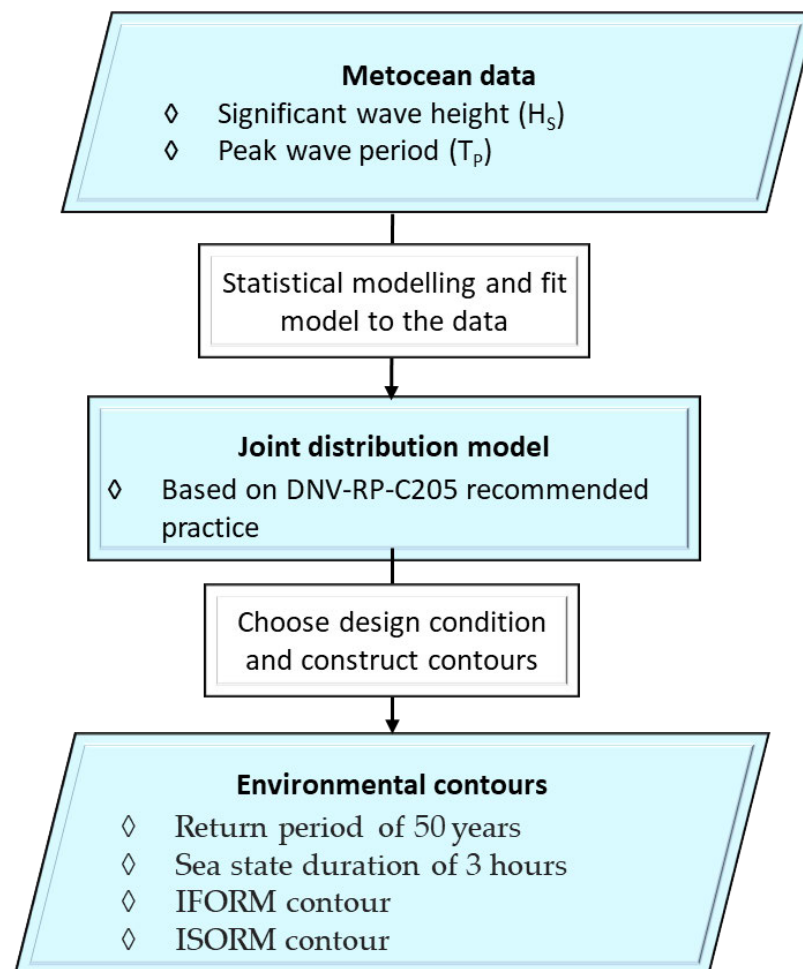 Metocean data
◊ Significant wave height (H_S)
◊ Peak wave period (T_P)
Statistical modelling and fit
model to the data
Joint distribution model
◊ Based on DNV-RP-C205 recommended
practice
Choose design condition
and construct contours
Environmental contours
◊ Return period of 50 years
◊ Sea state duration of 3 hours
◊ IFORM contour
◊ ISORM contour